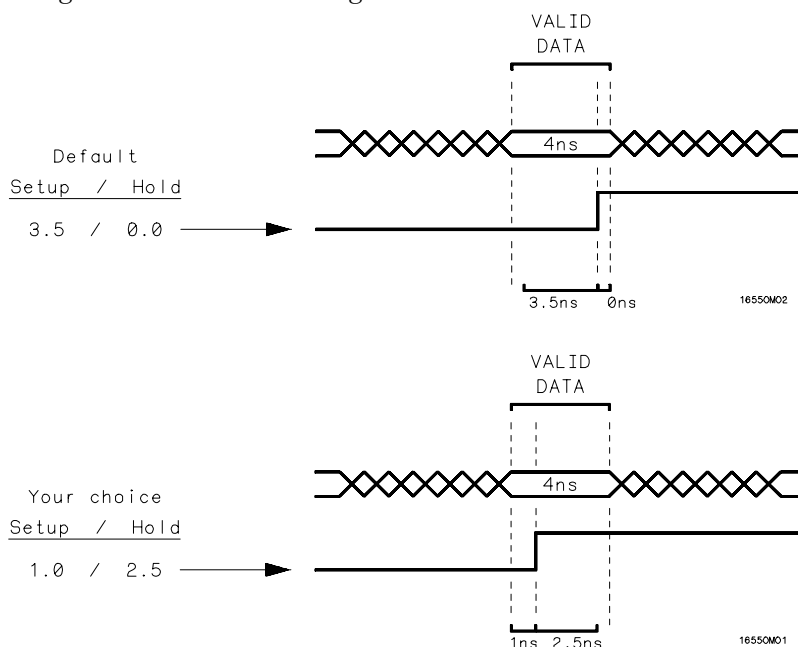 VALID
DATA
4ns
Default
Setup / Hold
3.5 / 0.0
3.5ns 0ns
16550M02
VALID
DATA
4ns
Your choice
Setup / Hold
1.0 / 2.5
1ns 2.5ns
16550M01